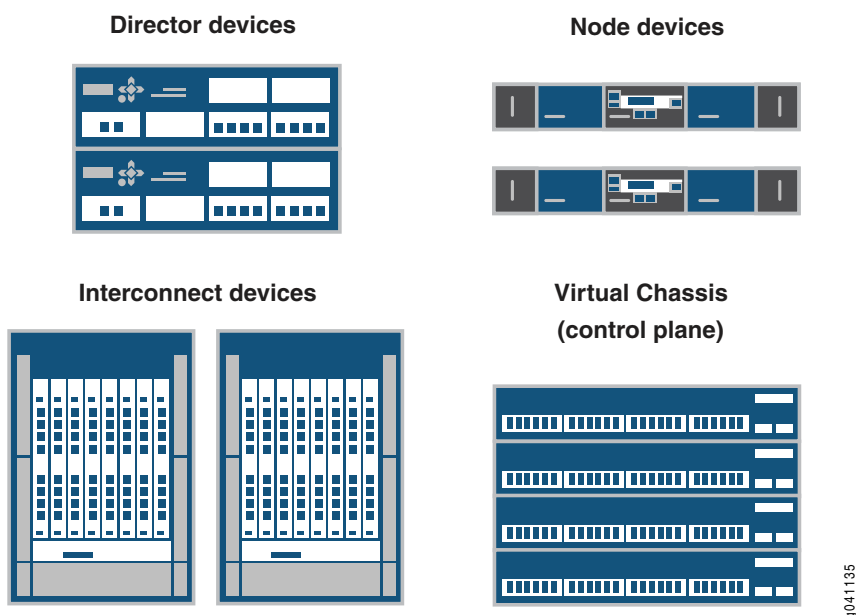 Director devices
Node devices
Interconnect devices
Virtual Chassis
(control plane)
g041135